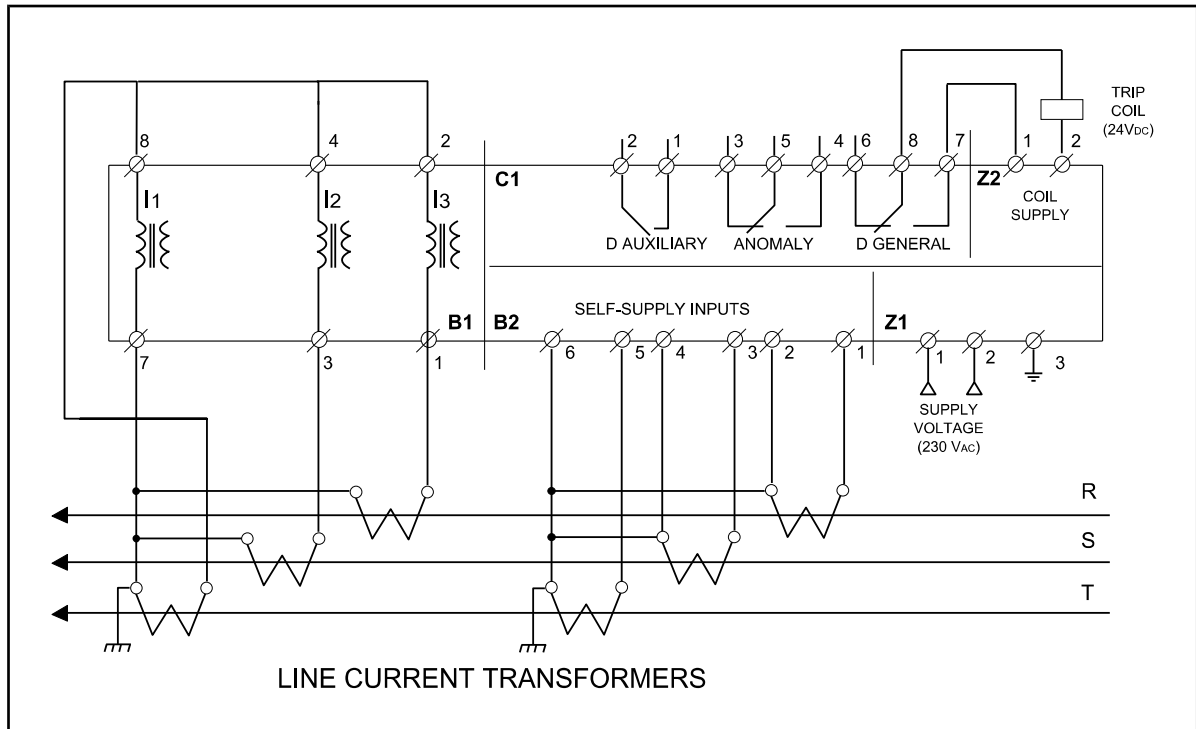 TRIP
COIL
(24VDC)
8 4 2 2 1 3 5 4 6 8 7 1 2
C1 Z2
I1 I2 I3
COIL
SUPPLY
D AUXILIARY ANOMALY D GENERAL
SELF-SUPPLY INPUTS
B1 B2 Z1
7 3 1 6 5 4 3 2 1 1 2 3
SUPPLY
VOLTAGE
(230 VAC)
R
S
T
LINE CURRENT TRANSFORMERS